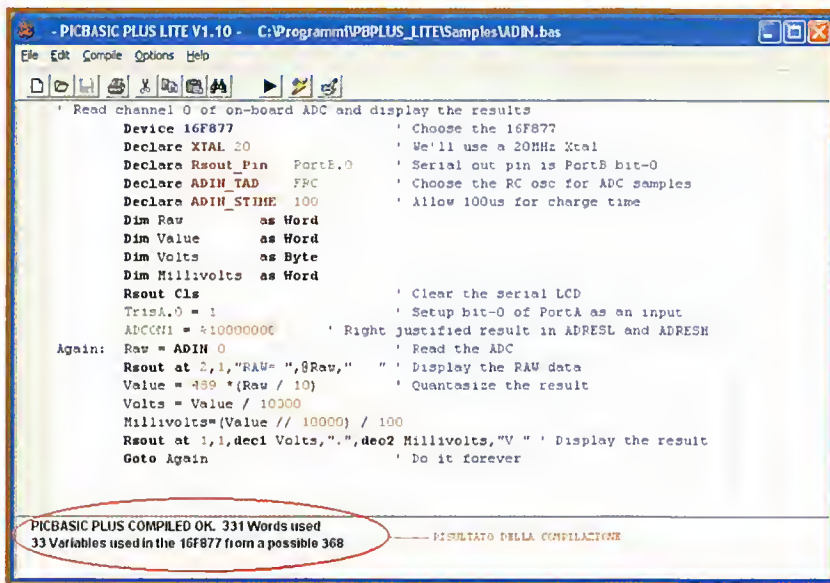 - PICBASIC PLUS LITE V1.10 - C:\Programmi\PBPLUS_LITE\Samples\ADIN.bas
File Edit Compile Options Help
' Read channel 0 of on-board ADC and display the results
Device 16F877 ' Choose the 16F877
Declare XTAL 20 ' We'll use a 20MHz Xtal
Declare Rsout_Pin PortB.0 ' Serial out pin is PortB bit-0
Declare ADIN_TAD FRC ' Choose the RC osc for ADC samples
Declare ADIN_STIME 100 ' Allow 100us for charge time
Dim Raw as Word
Dim Value as Word
Dim Volts as Byte
Dim Millivolts as Word
Rsout Cls ' Clear the serial LCD
TrisA.0 = 1 ' Setup bit-0 of PortA as an input
ADCON1 = %10000000 ' Right justified result in ADRESL and ADRESH
Again: Raw = ADIN 0 ' Read the ADC
Rsout at 2,1,"RAW= ",@Raw," " ' Display the RAW data
Value = 489 *(Raw / 10) ' Quantasize the result
Volts = Value / 10000
Millivolts=(Value // 10000) / 100
Rsout at 1,1,dec1 Volts,".",dec2 Millivolts,"V " ' Display the result
Goto Again ' Do it forever
PICBASIC PLUS COMPILED OK. 331 Words used
33 Variables used in the 16F877 from a possible 368
RISULTATO DELLA COMPILAZIONE